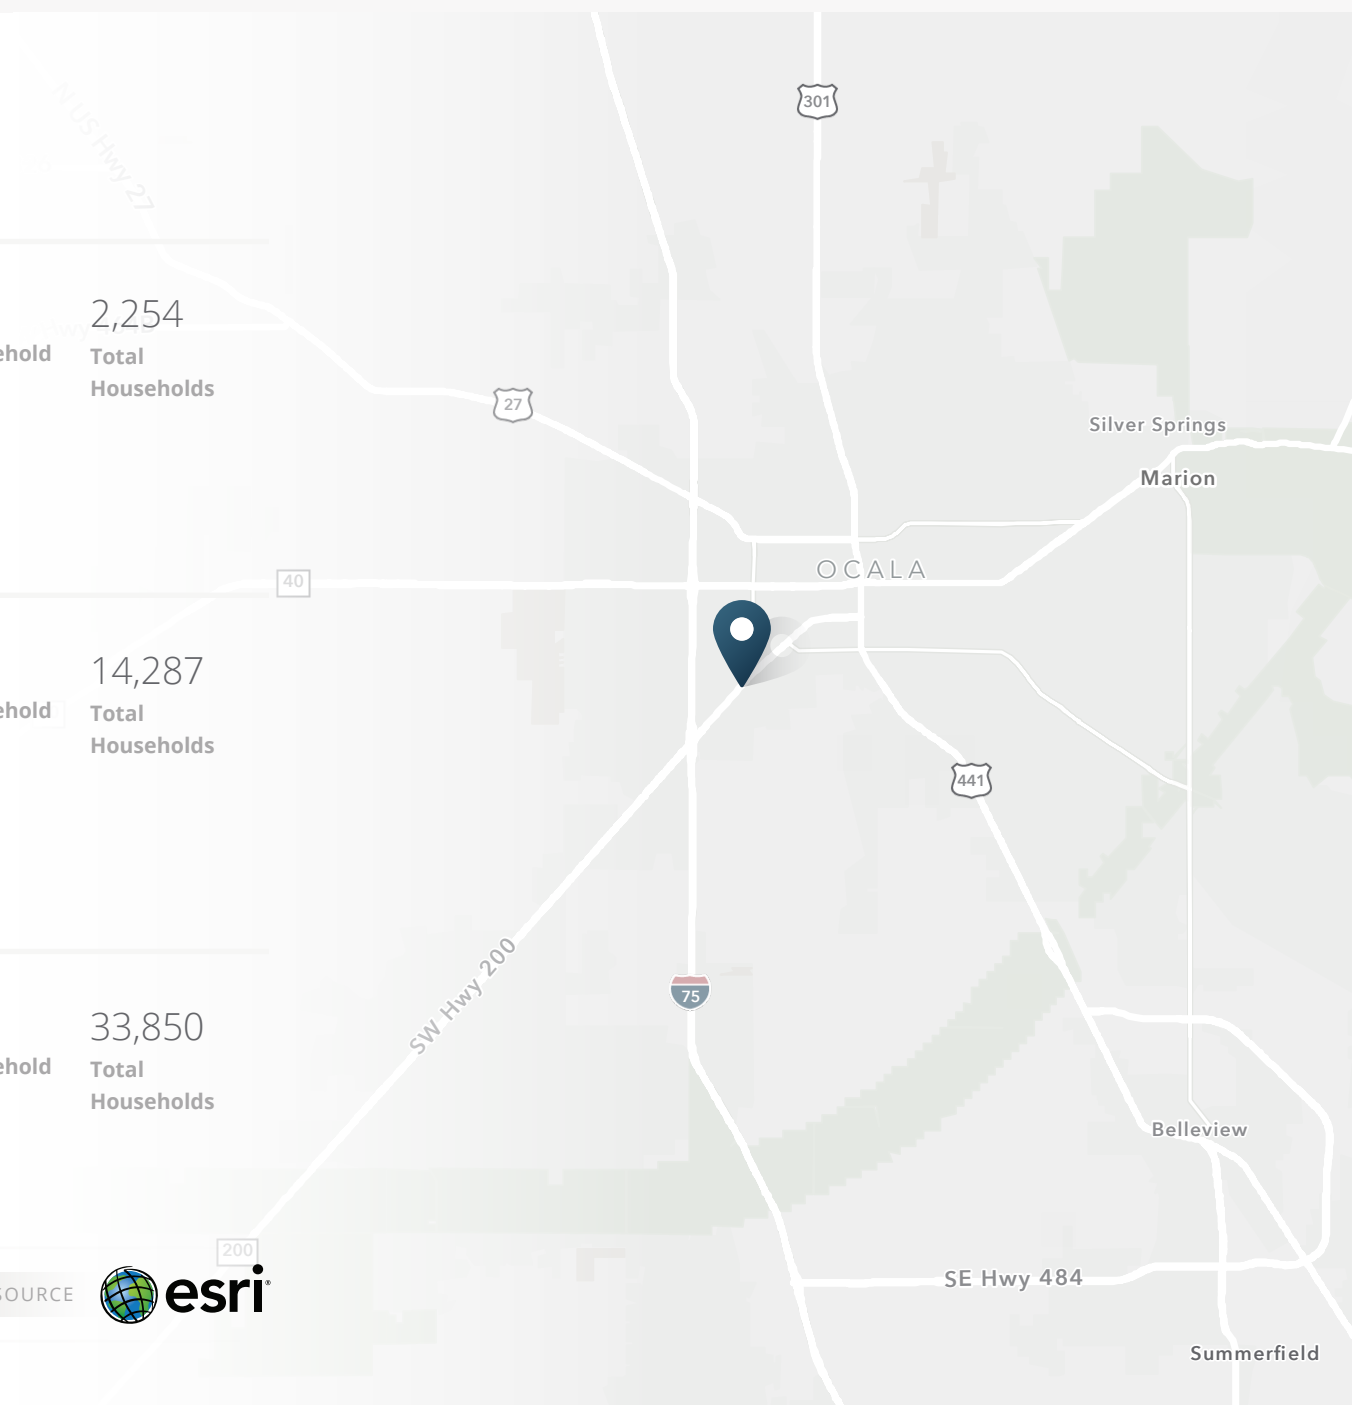 N US Hwy 27
301
2,254
ehold
Total
Households
27
Silver Springs
Marion
OCALA
40
14,287
ehold
Total
Households
441
SW Hwy 200
75
33,850
ehold
Total
Households
Belleview
200
SE Hwy 484
SOURCE
esri
Summerfield